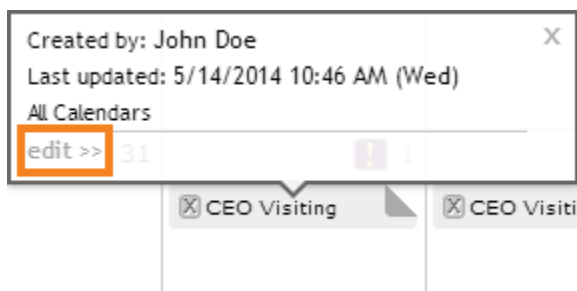 Created by: John Doe X
Last updated: 5/14/2014 10:46 AM (Wed)
All Calendars
edit >> 31 ! 1
X CEO Visiting X CEO Visiti